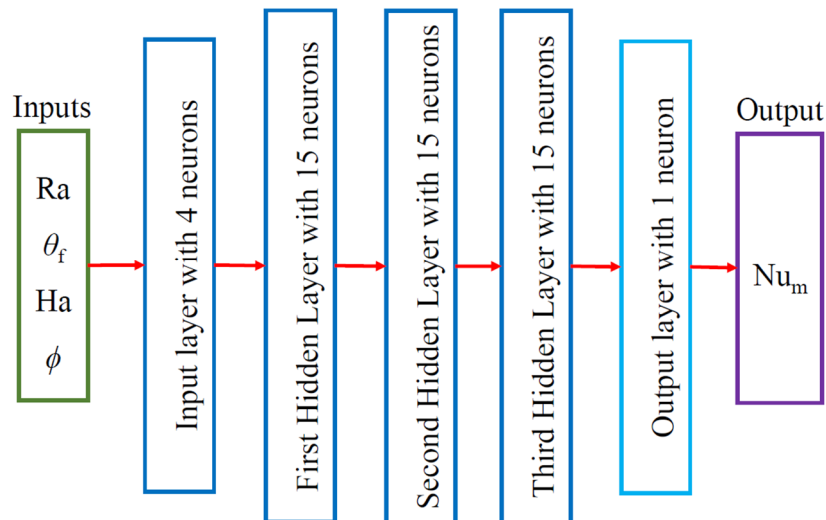 Inputs
Ra
θf
Ha
ϕ
Input layer with 4 neurons
First Hidden Layer with 15 neurons
Second Hidden Layer with 15 neurons
Third Hidden Layer with 15 neurons
Output layer with 1 neuron
Output
Num